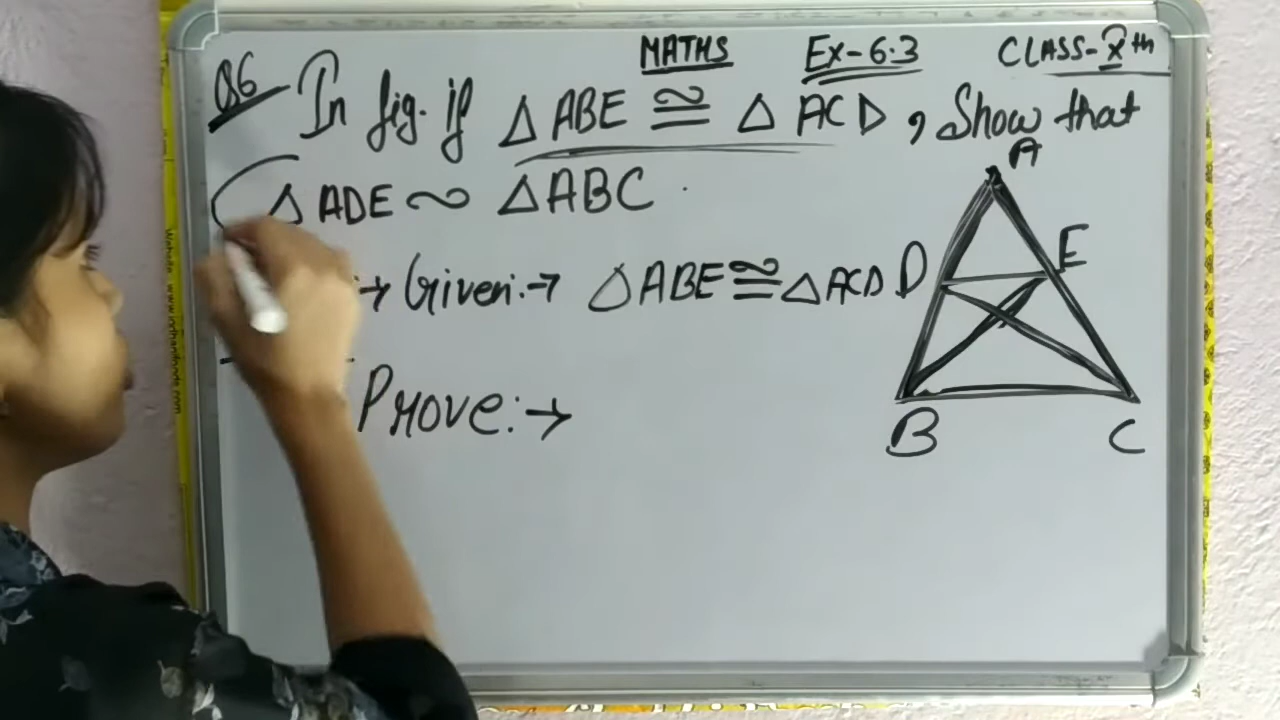 MATHS Ex-6.3 CLASS-Xth
Q6 In fig. if △ABE ≅ △ACD, Show that
△ADE ~ △ABC.
Given:→ △ABE ≅ △ACD
Prove:→
A
D E
B C